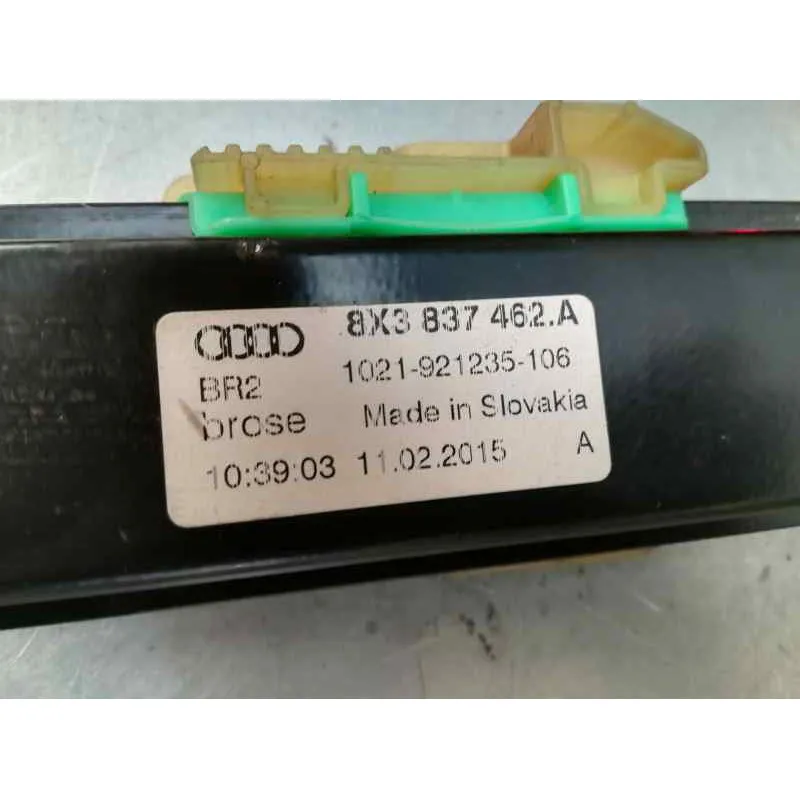 8X3 837 462.A
1021-921235-106
BR2
brose Made in Slovakia
10:39:03 11.02.2015 A